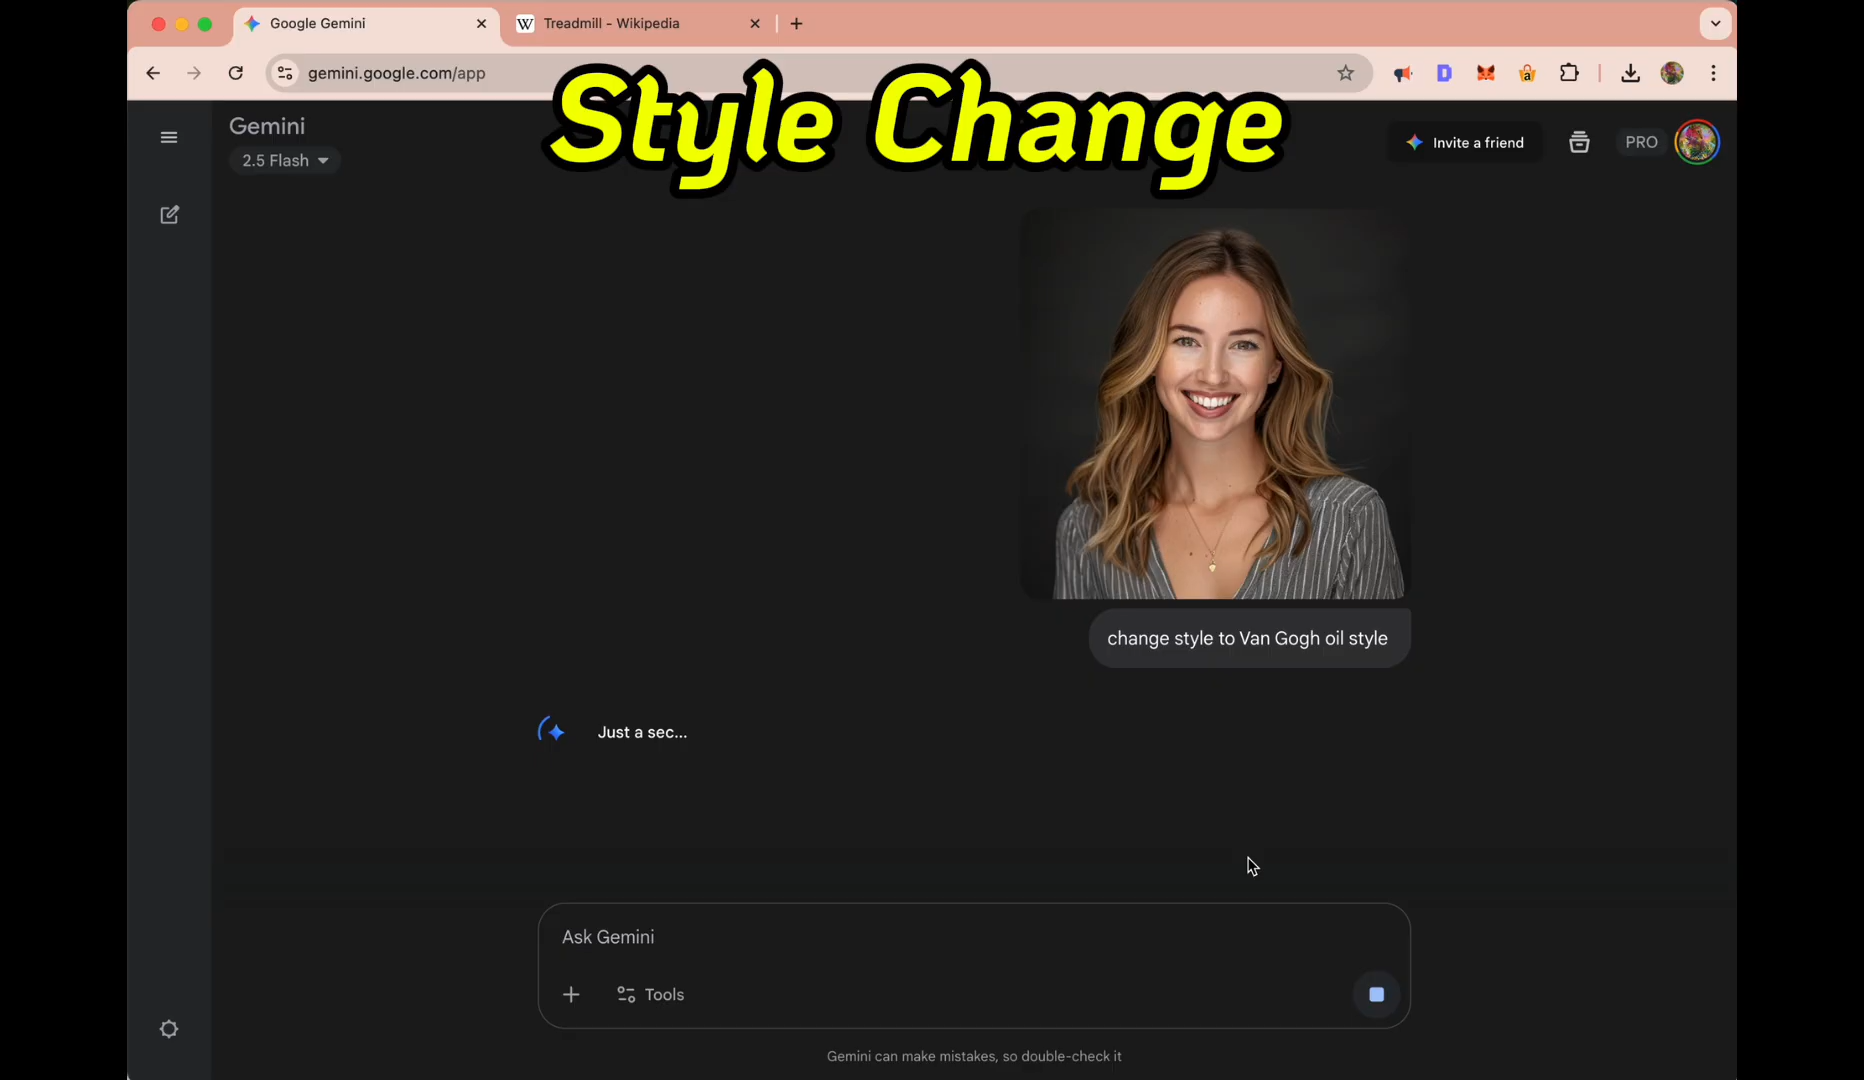 Google Gemini
W Treadmill - Wikipedia
gemini.google.com/app
Style Change
Gemini
2.5 Flash
Invite a friend
PRO
change style to Van Gogh oil style
Just a sec...
Ask Gemini
Tools
Gemini can make mistakes, so double-check it